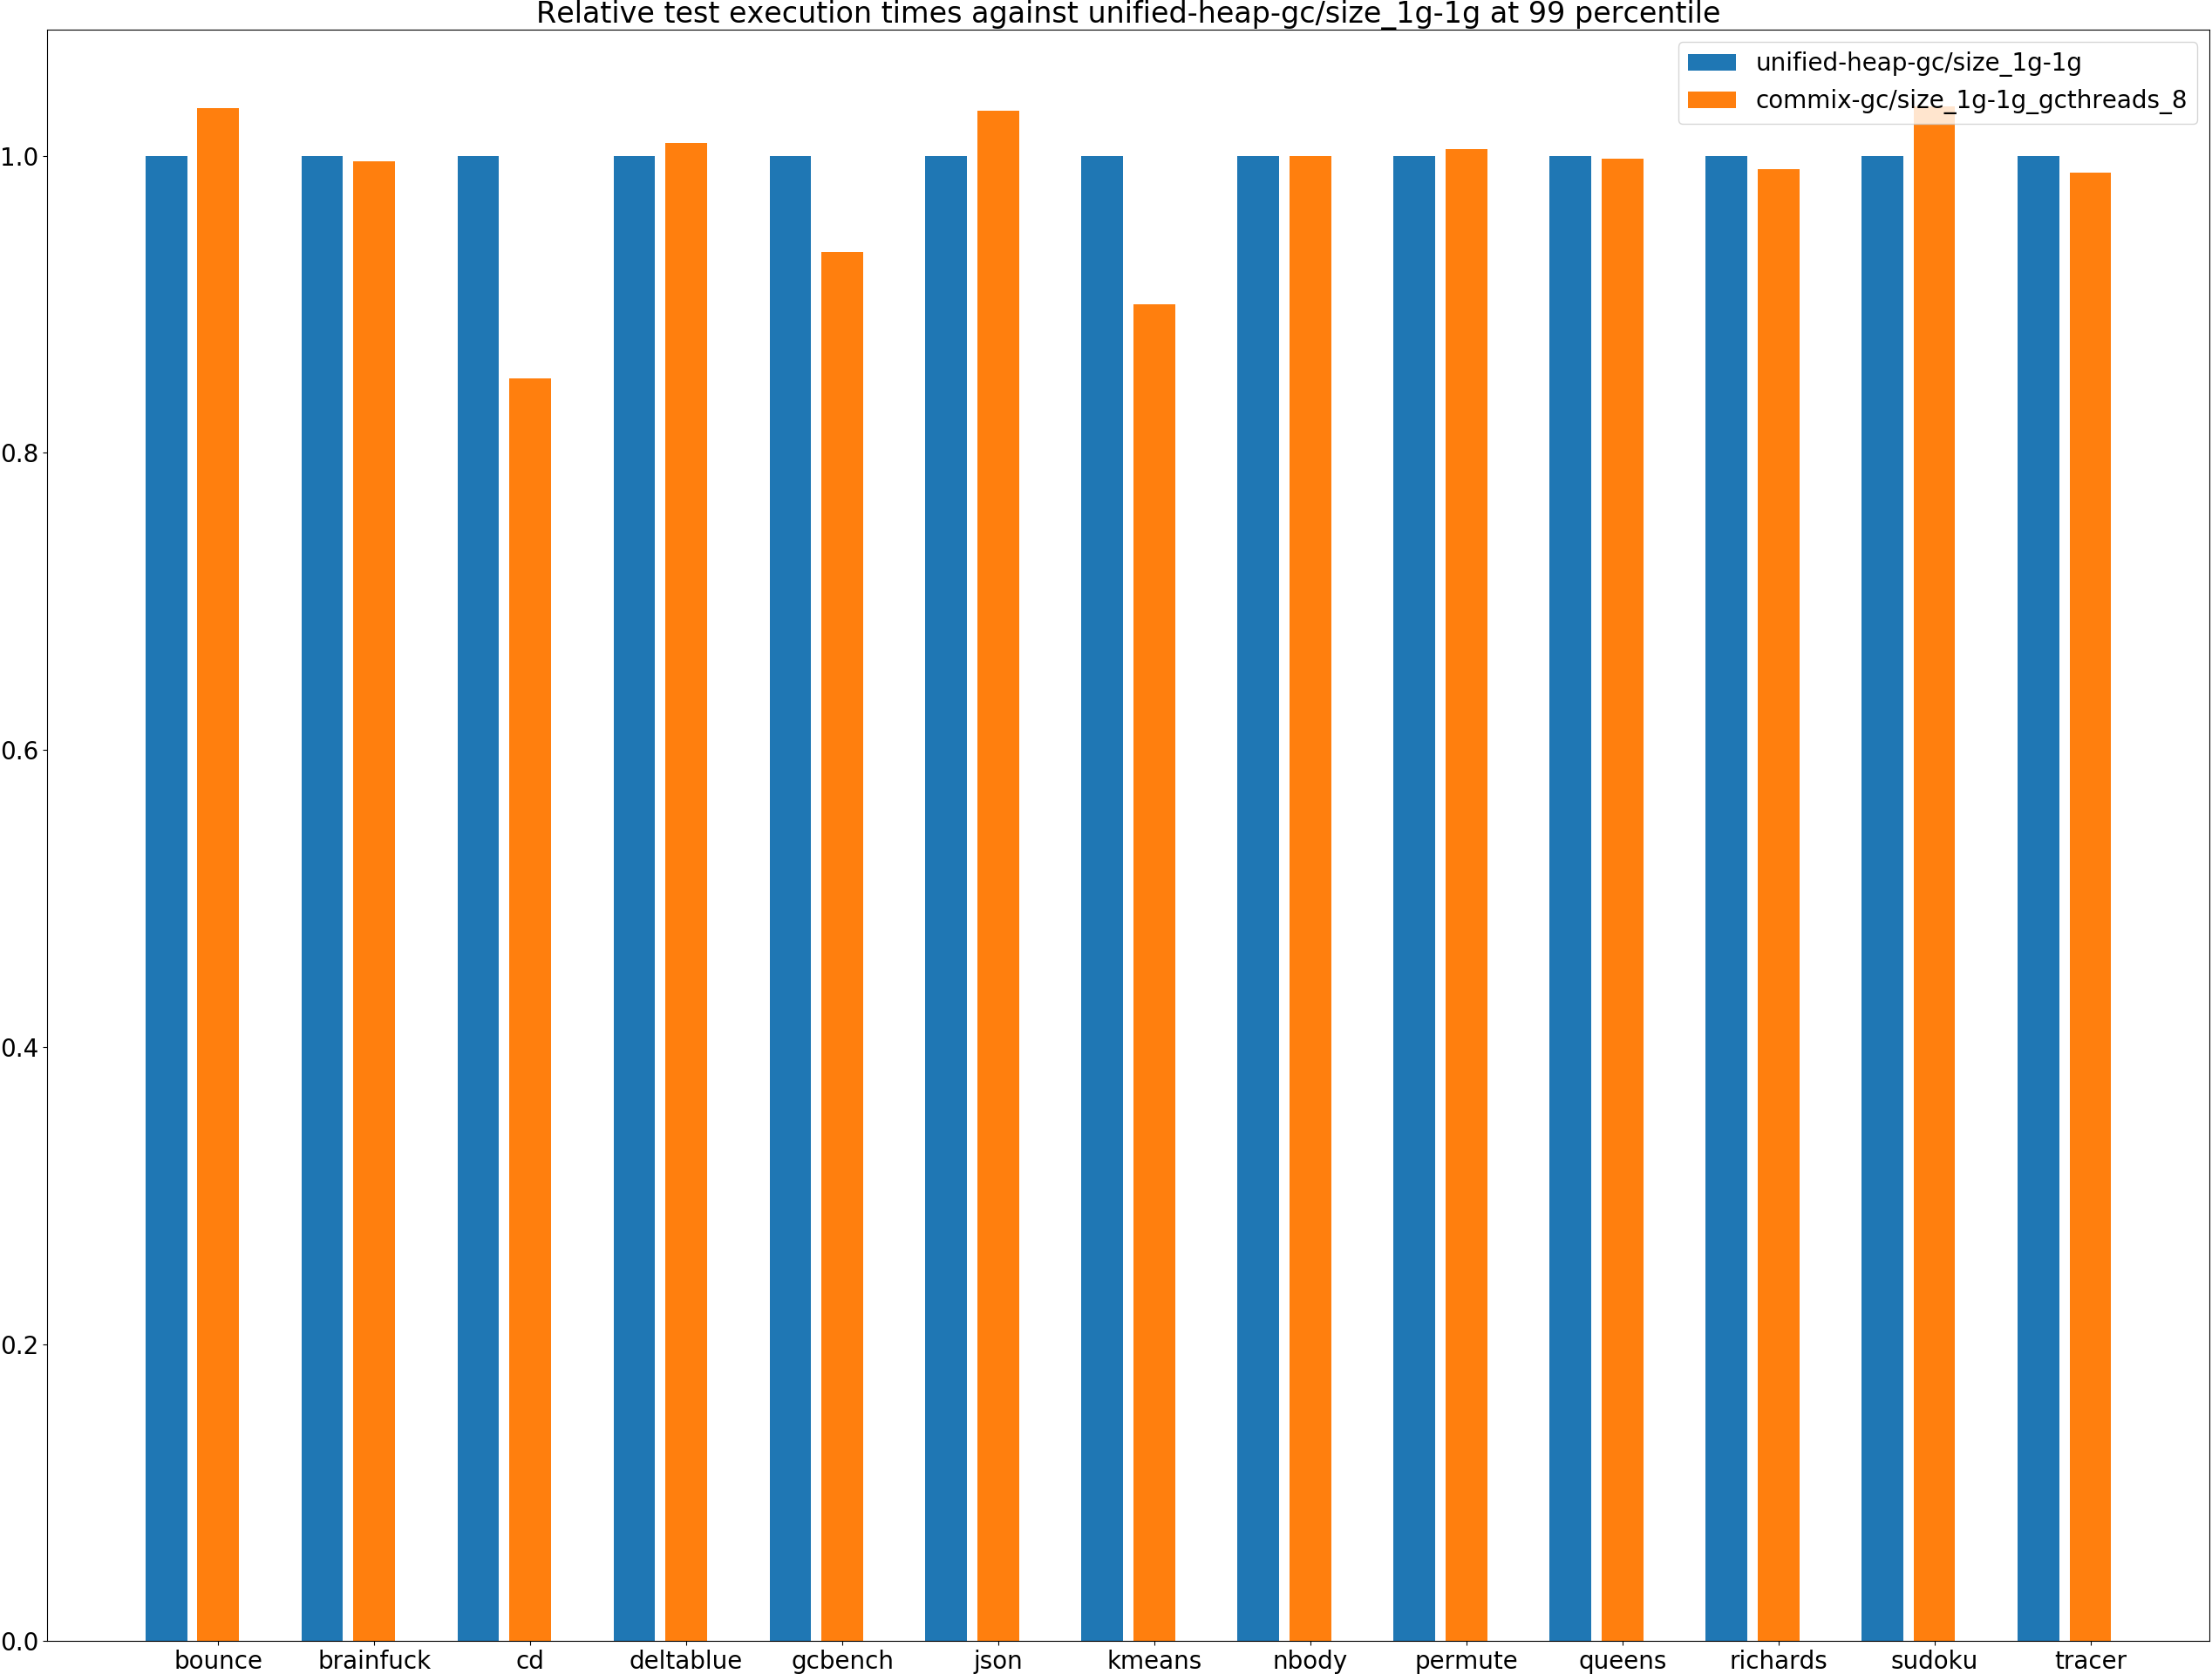 Relative test execution times against unified-heap-gc/size_1g-1g at 99 percentile
unified-heap-gc/size_1g-1g
commix-gc/size_1g-1g_gcthreads_8
1.0
0.8
0.6
0.4
0.2
0.0
bounce brainfuck cd deltablue gcbench json kmeans nbody permute queens richards sudoku tracer